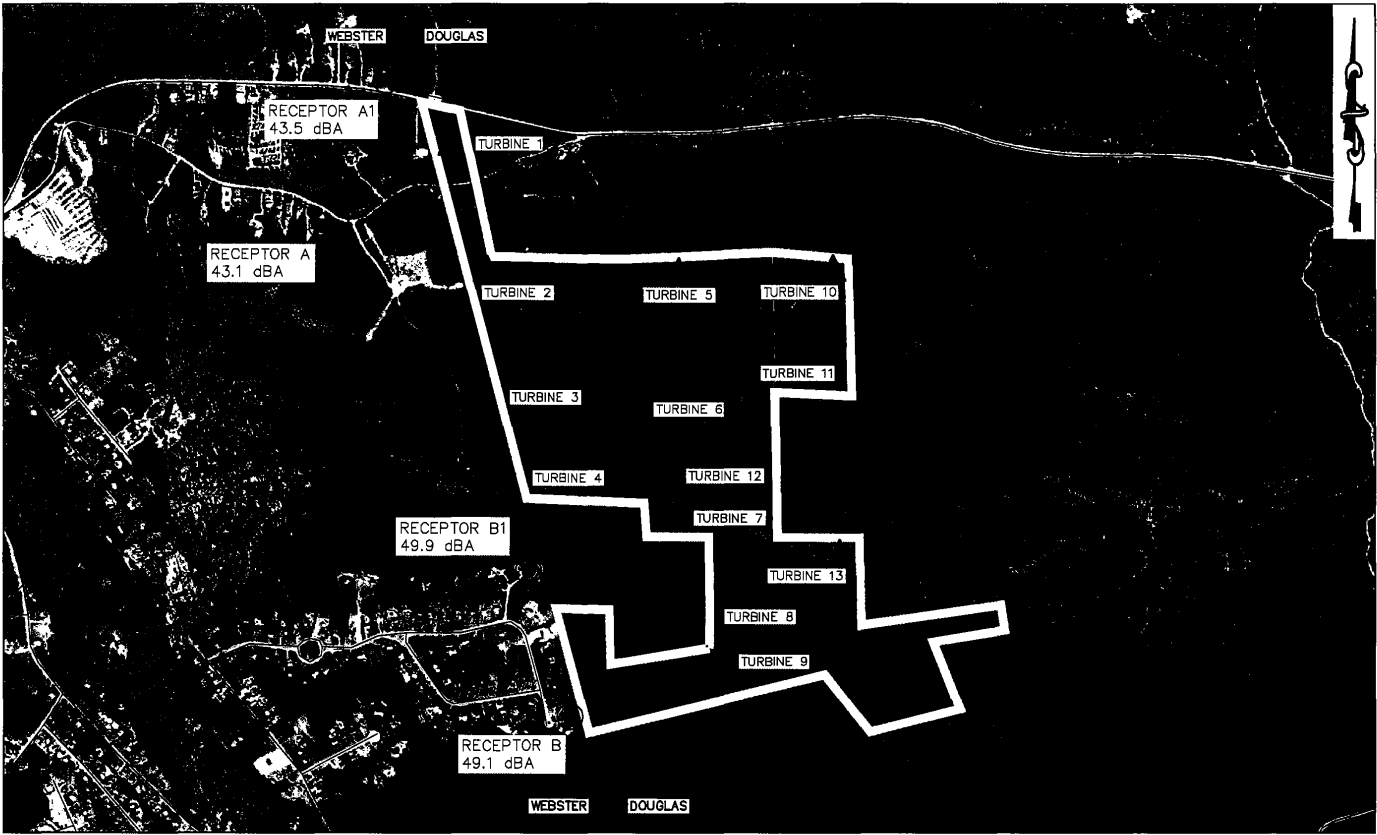 WEBSTER DOUGLAS
RECEPTOR A1
43.5 dBA
TURBINE 1
RECEPTOR A
43.1 dBA
TURBINE 2
TURBINE 5
TURBINE 10
TURBINE 11
TURBINE 3
TURBINE 6
TURBINE 4
TURBINE 12
TURBINE 7
RECEPTOR B1
49.9 dBA
TURBINE 13
TURBINE 8
TURBINE 9
RECEPTOR B
49.1 dBA
WEBSTER DOUGLAS